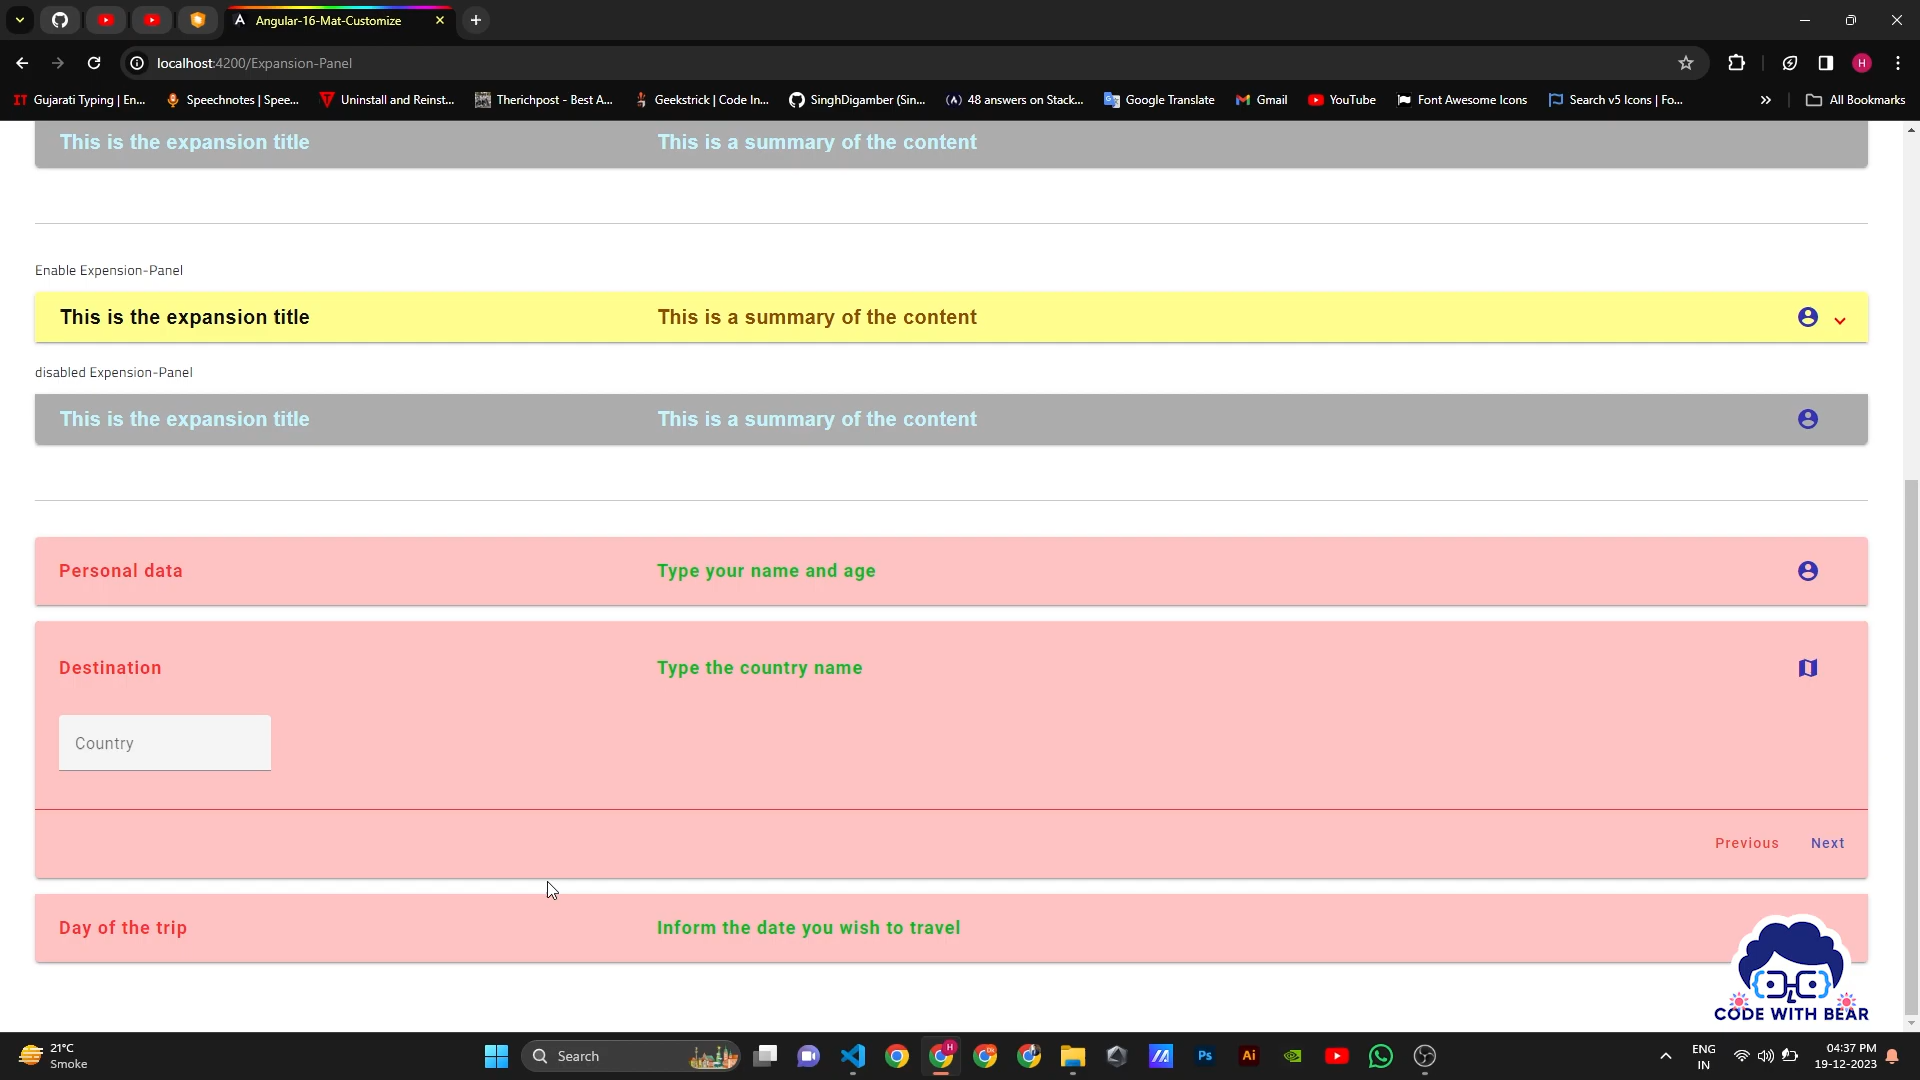 Angular-16-Mat-Customize
localhost:4200/Expansion-Panel
H
IT Gujarati Typing | En...
Speechnotes | Spee...
Uninstall and Reinst...
Therichpost - Best A...
Geekstrick | Code In...
SinghDigamber (Sin...
48 answers on Stack...
Google Translate
Gmail
YouTube
Font Awesome Icons
Search v5 Icons | Fo...
All Bookmarks
This is the expansion title
This is a summary of the content
Enable Expension-Panel
This is the expansion title
This is a summary of the content
disabled Expension-Panel
This is the expansion title
This is a summary of the content
Personal data
Type your name and age
Destination
Type the country name
Country
Previous
Next
Day of the trip
Inform the date you wish to travel
CODE WITH BEAR
21°C
Smoke
Search
H
Ps
Ai
ENG
IN
04:37 PM
19-12-2023